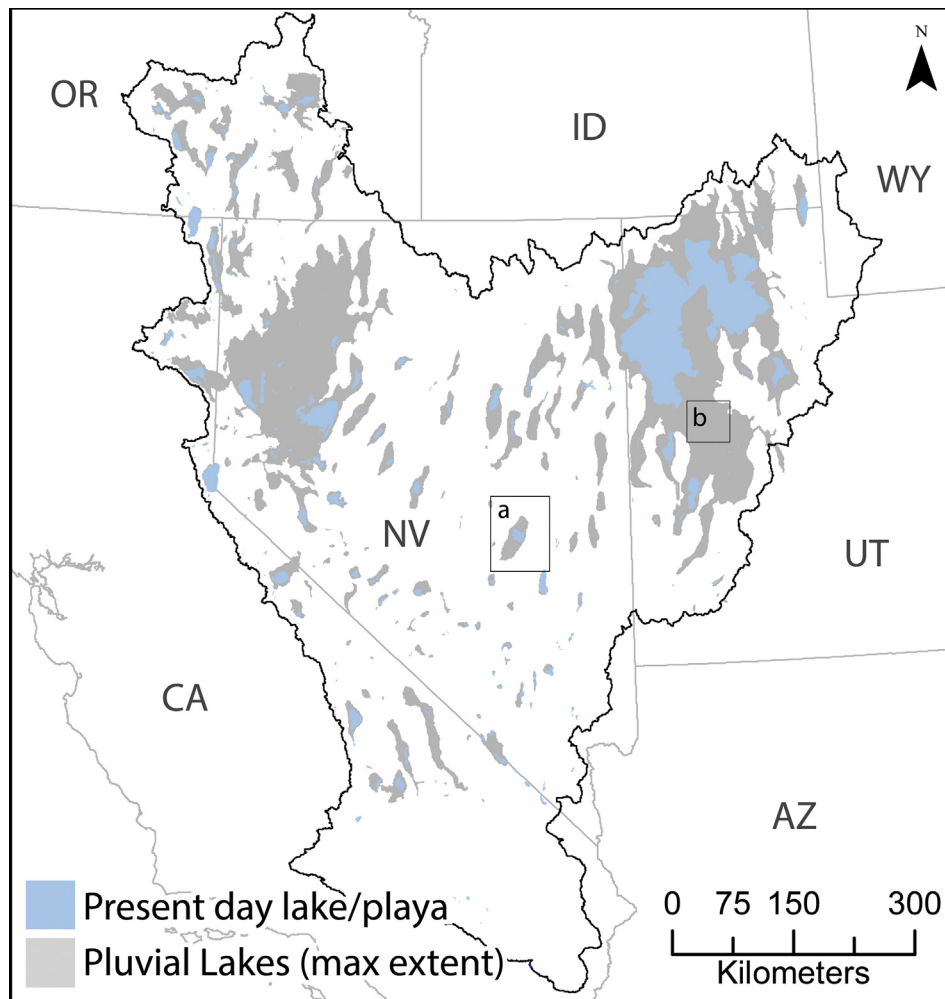 N
OR
ID
WY
b
a
NV
UT
CA
AZ
Present day lake/playa
Pluvial Lakes (max extent)
0 75 150 300
Kilometers